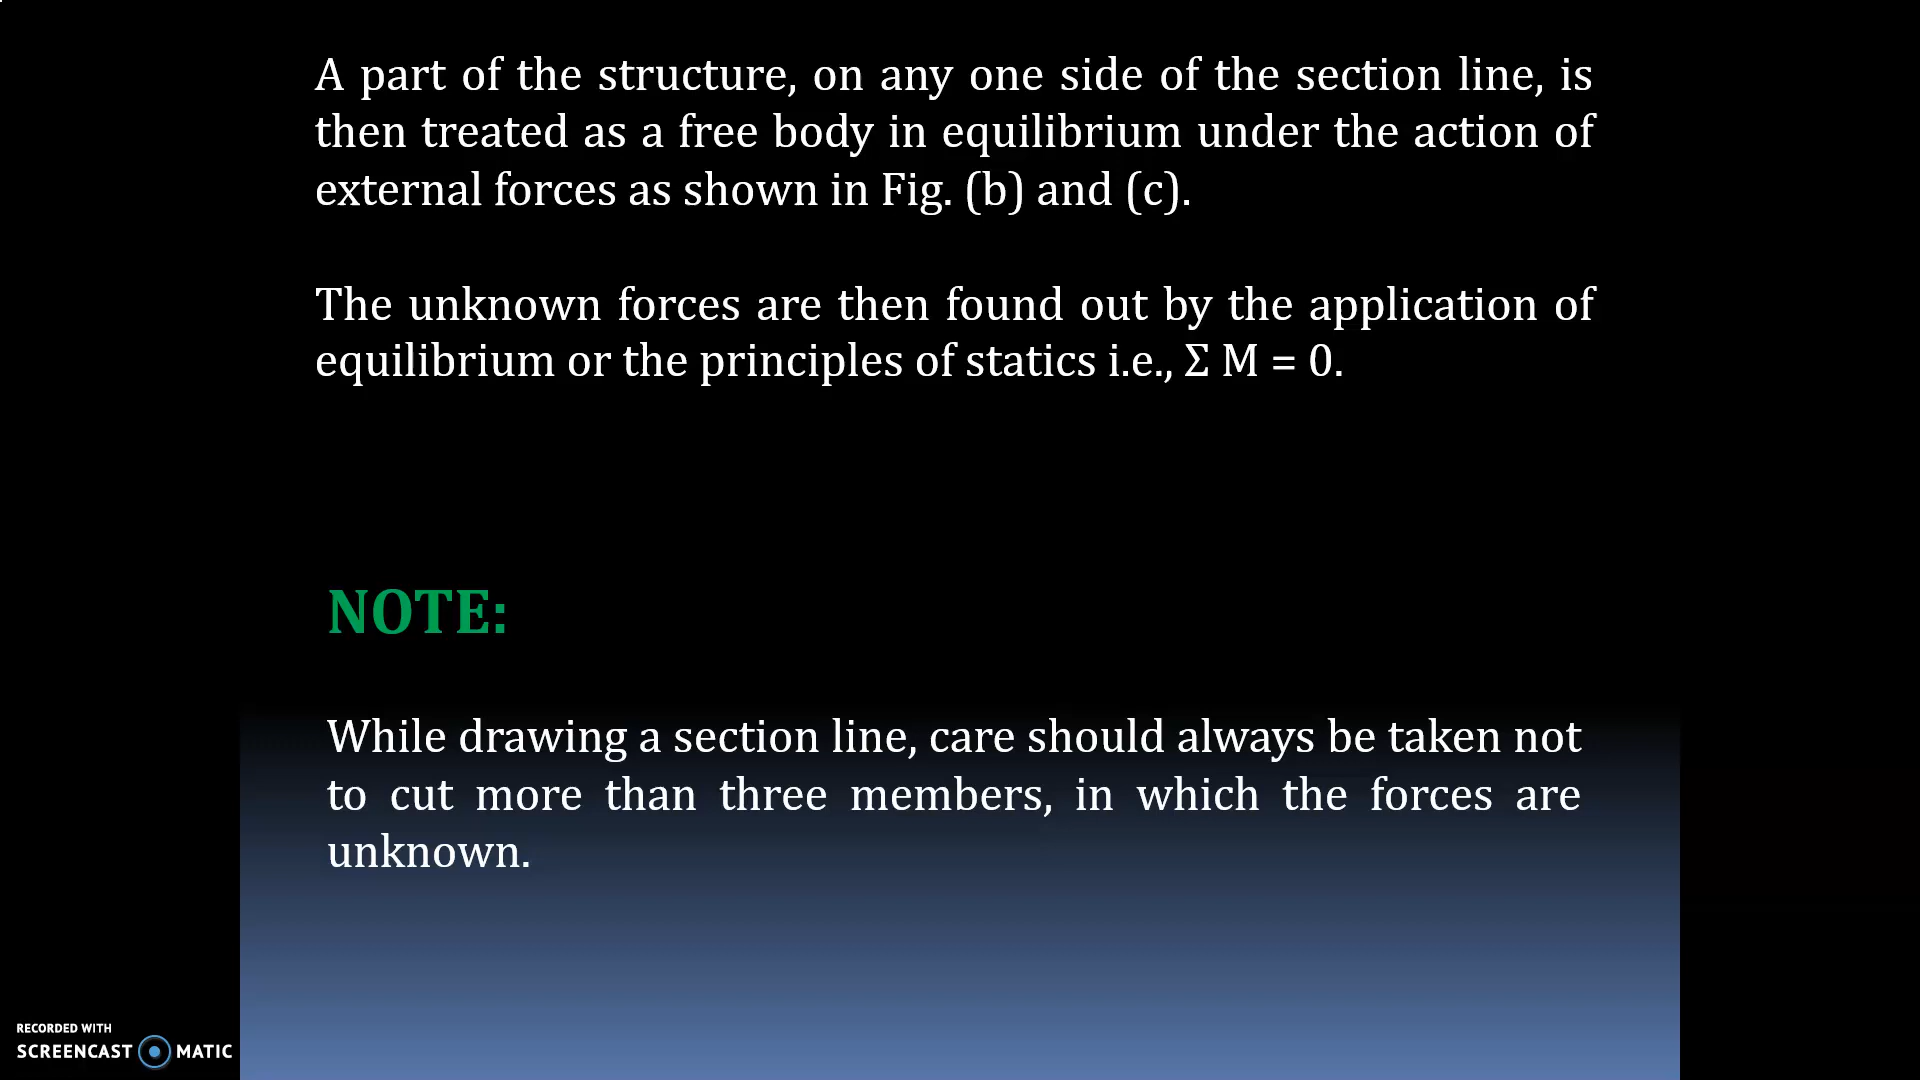 A part of the structure, on any one side of the section line, is
then treated as a free body in equilibrium under the action of
external forces as shown in Fig. (b) and (c).
The unknown forces are then found out by the application of
equilibrium or the principles of statics i.e., Σ M = 0.
NOTE:
While drawing a section line, care should always be taken not
to cut more than three members, in which the forces are
unknown.
RECORDED WITH
SCREENCAST MATIC